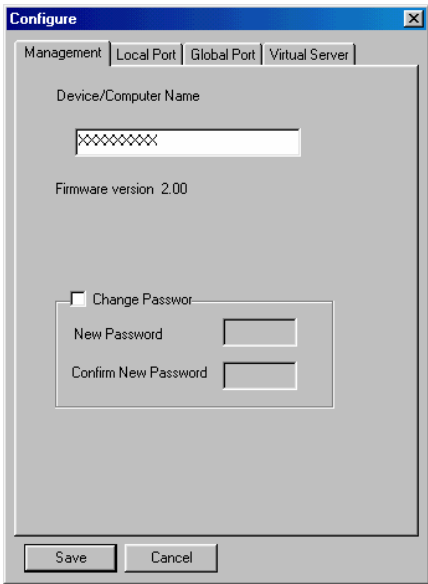 Configure
Management Local Port Global Port Virtual Server
Device/Computer Name
XXXXXXXXX
Firmware version 2.00
Change Passwor
New Password
Confirm New Password
Save Cancel